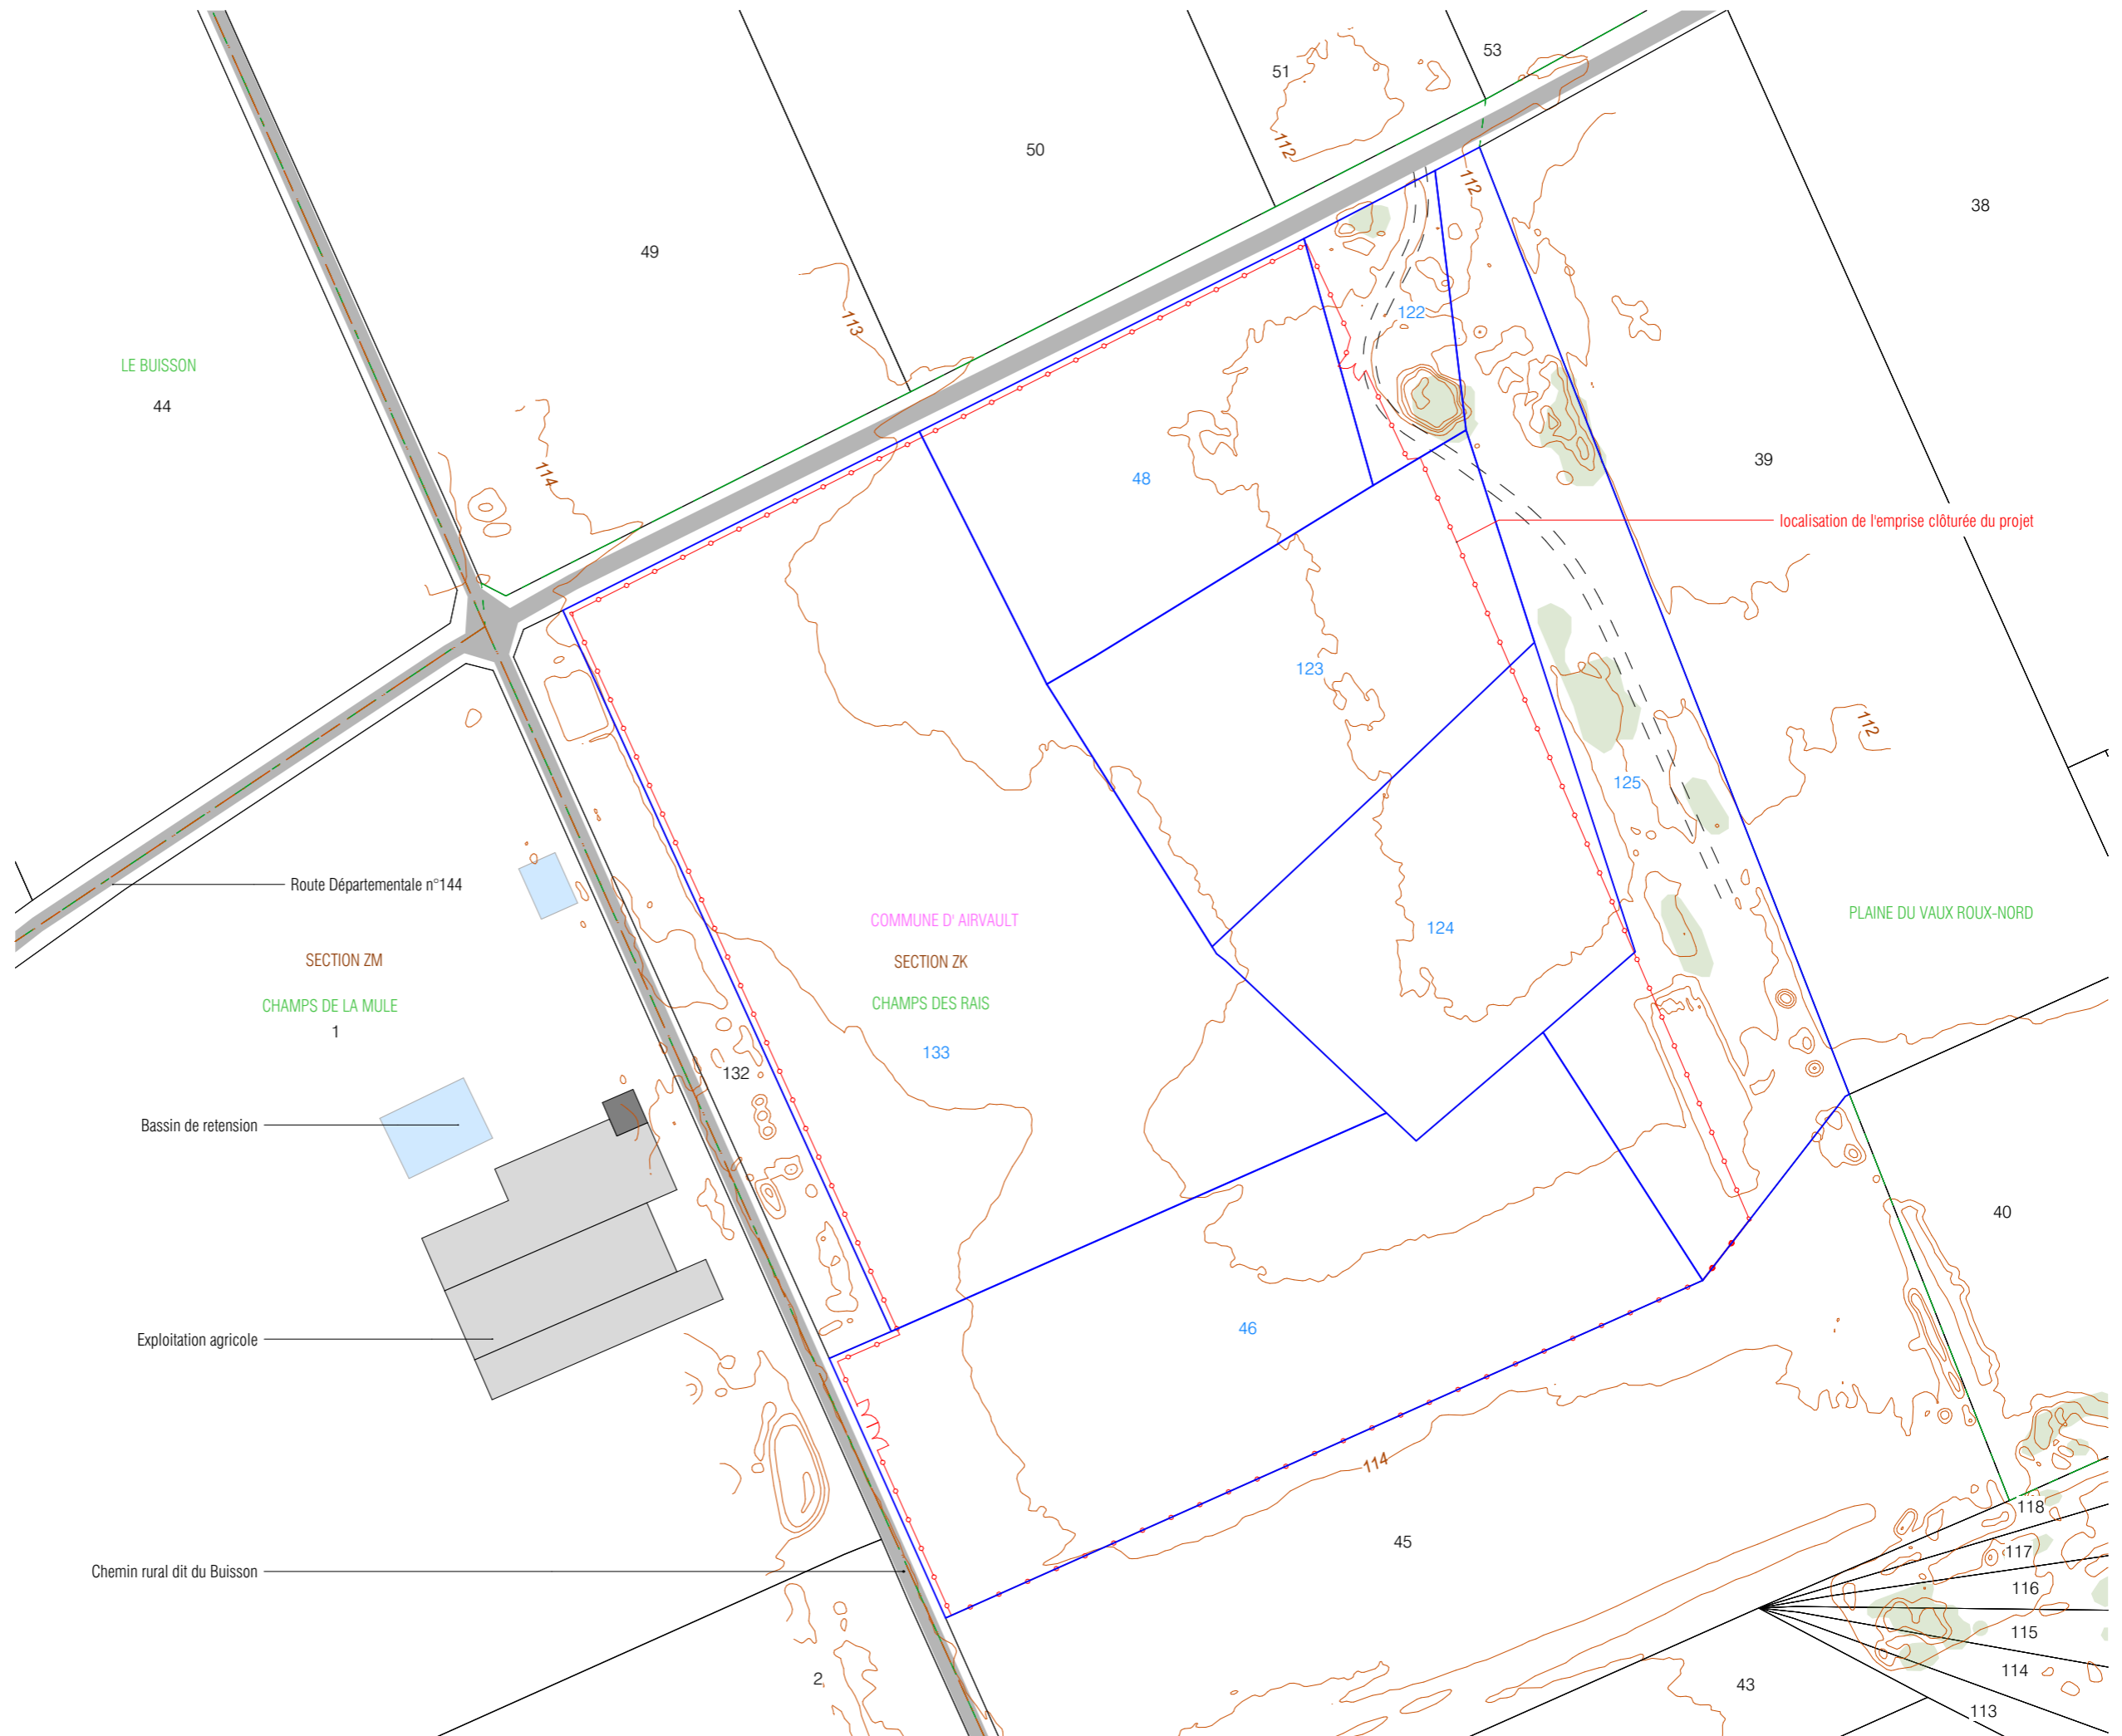 53
51
50
112
112
38
49
122
113
LE BUISSON
44
39
114
48
localisation de l'emprise clôturée du projet
123
112
125
Route Départementale n°144
COMMUNE D' AIRVAULT
PLAINE DU VAUX ROUX-NORD
124
SECTION ZM
SECTION ZK
CHAMPS DE LA MULE
CHAMPS DES RAIS
1
133
132
Bassin de retension
40
46
Exploitation agricole
114
118
45
117
Chemin rural dit du Buisson
116
115
114
2
43
113